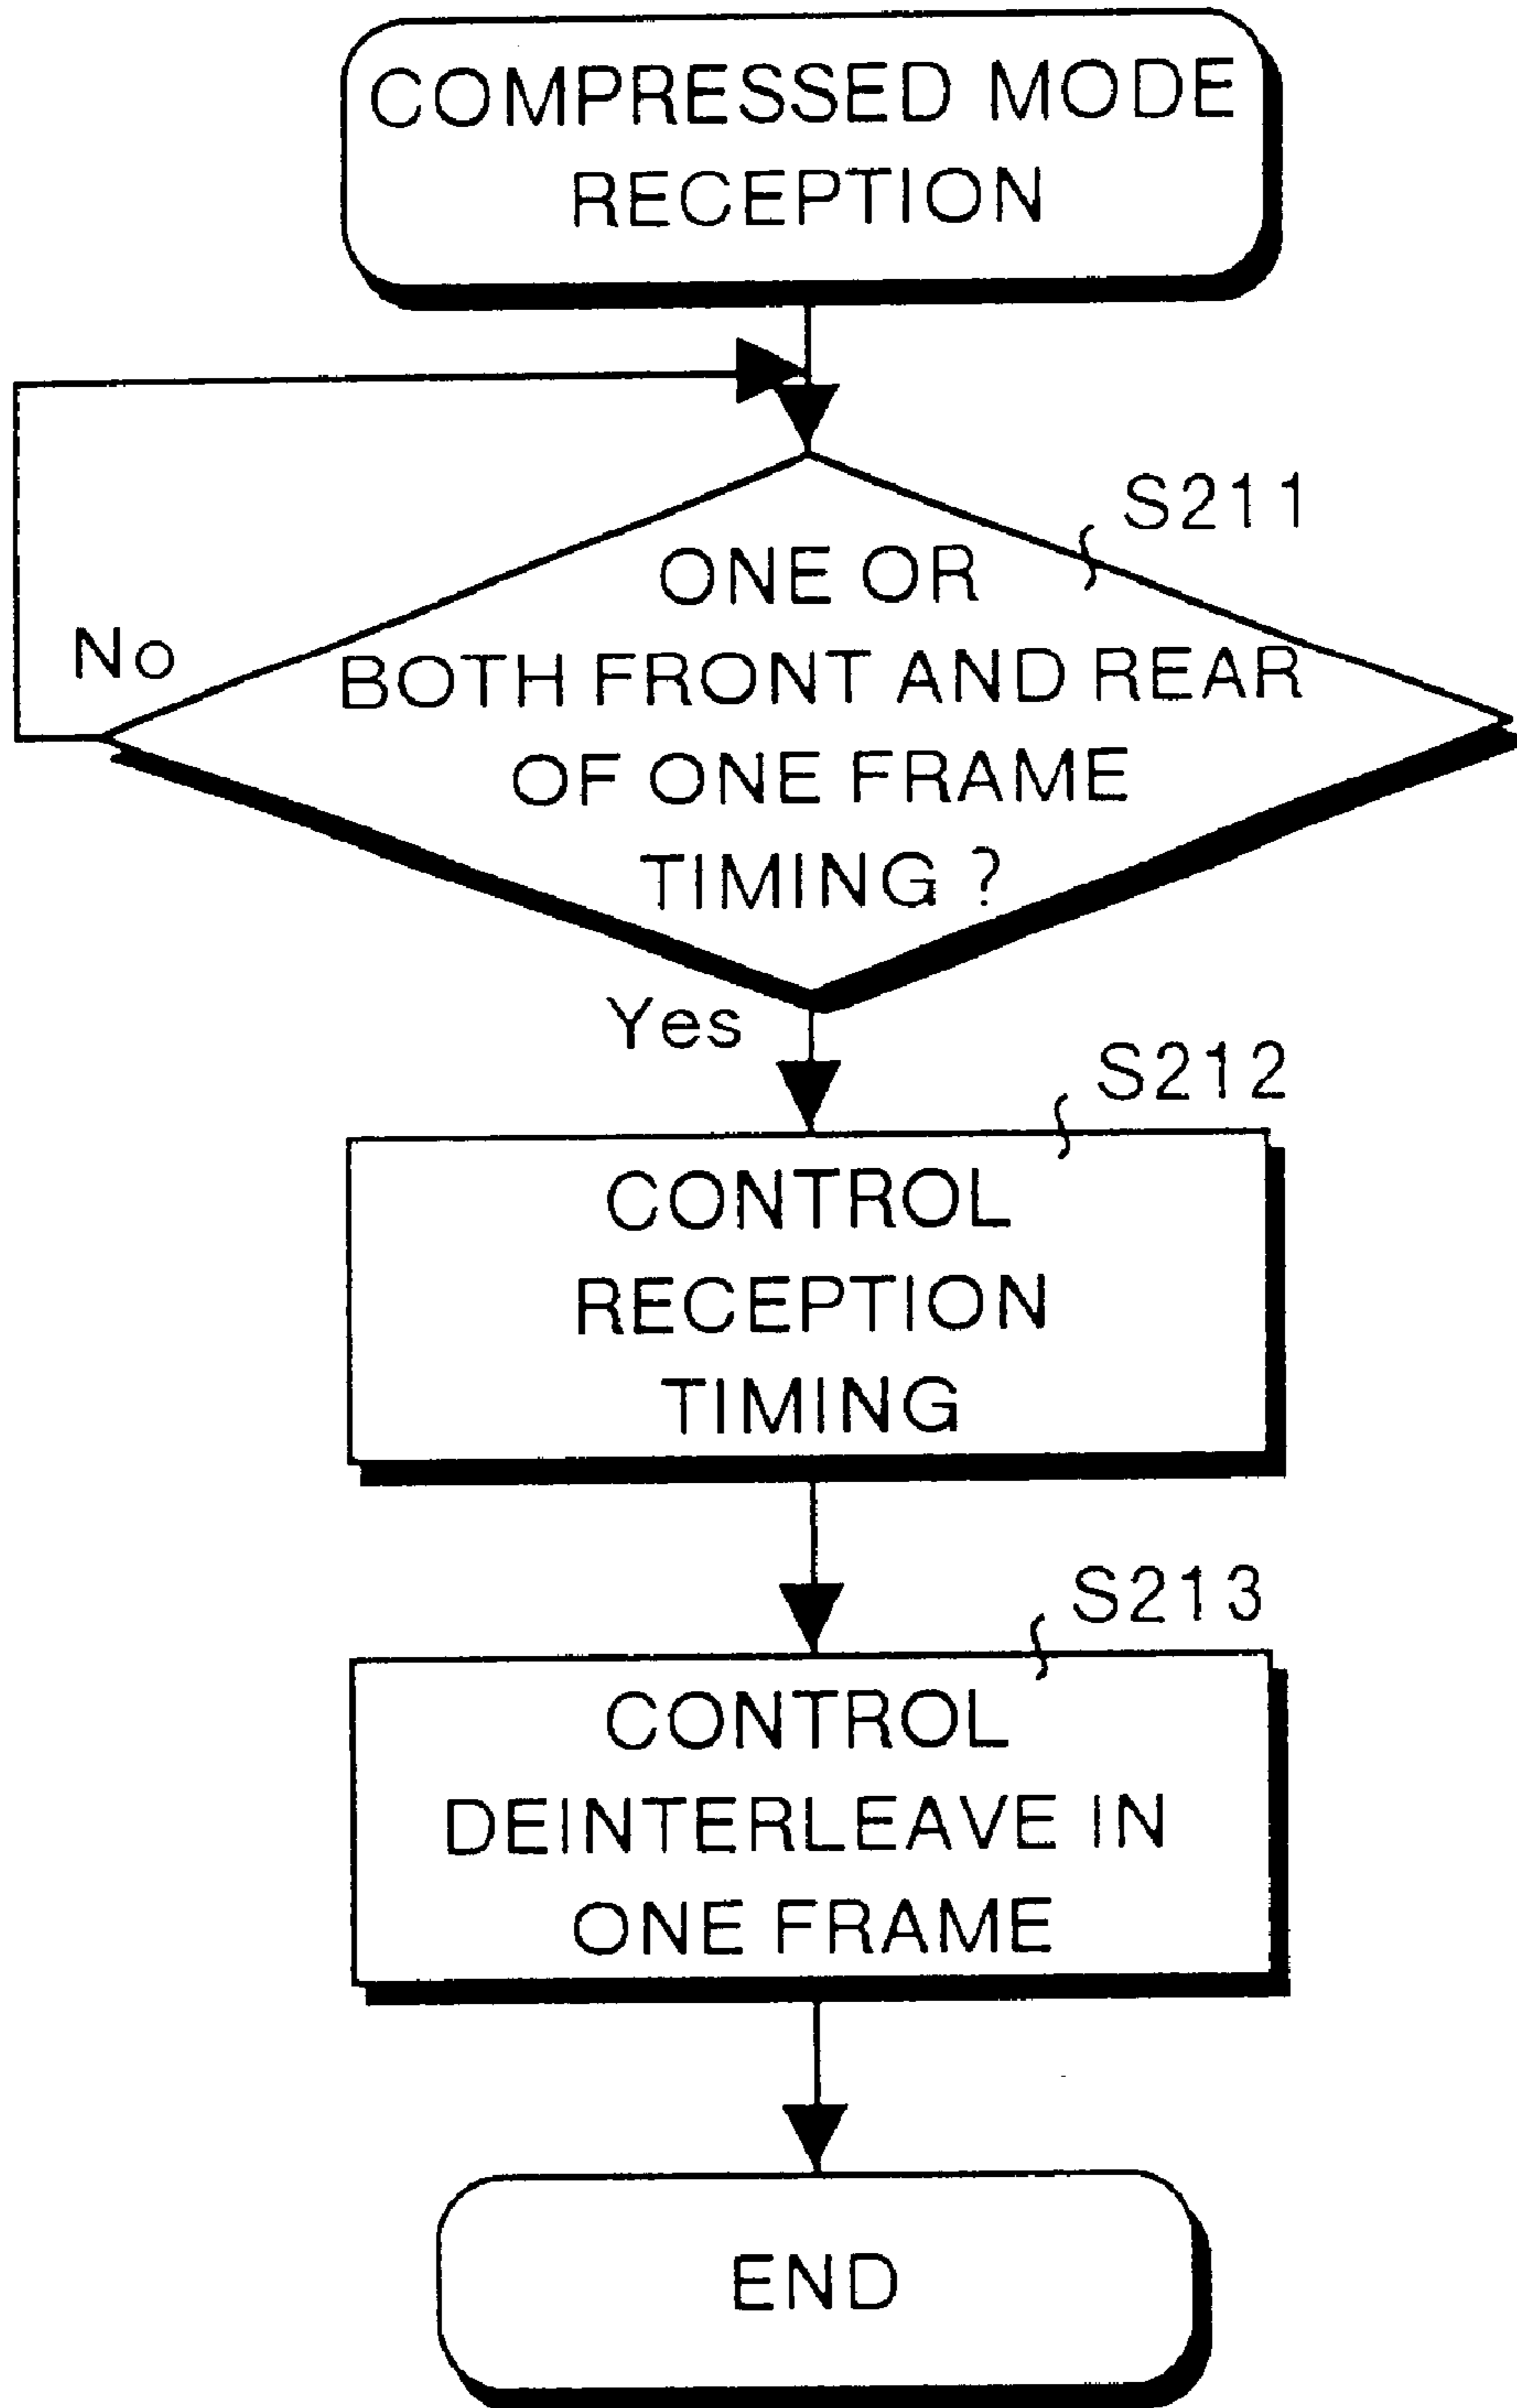 COMPRESSED MODE
RECEPTION
S211
ONE OR
No
BOTH FRONT AND REAR
OF ONE FRAME
TIMING ?
Yes
S212
CONTROL
RECEPTION
TIMING
S213
CONTROL
DEINTERLEAVE IN
ONE FRAME
END